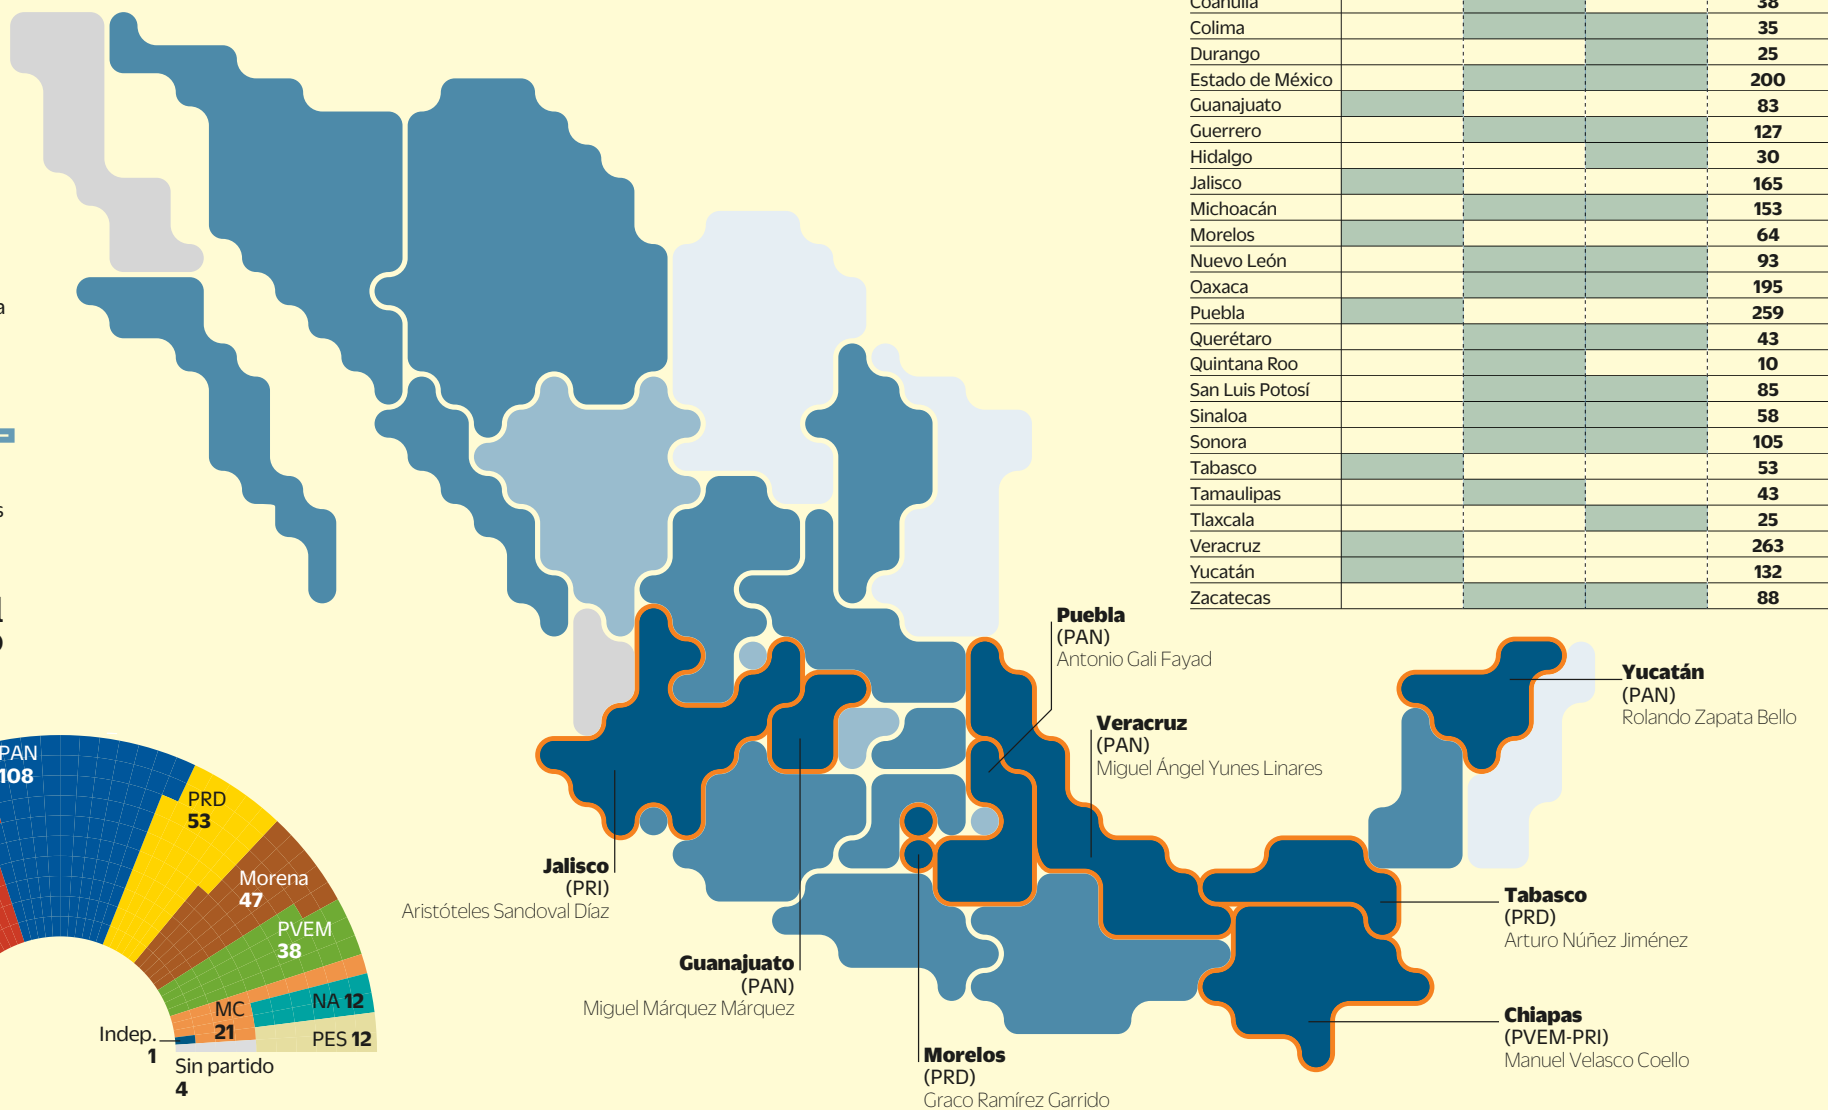 Coahuila 38
Colima 35
Durango 25
Estado de México 200
Guanajuato 83
Guerrero 127
Hidalgo 30
Jalisco 165
Michoacán 153
Morelos 64
Nuevo León 93
Oaxaca 195
Puebla 259
Querétaro 43
Quintana Roo 10
San Luis Potosí 85
Sinaloa 58
Sonora 105
Tabasco 53
Tamaulipas 43
Tlaxcala 25
Veracruz 263
Yucatán 132
Zacatecas 88
a
s
Puebla
(PAN)
Antonio Gali Fayad
Yucatán
(PAN)
Rolando Zapata Bello
Veracruz
(PAN)
Miguel Ángel Yunes Linares
Jalisco
(PRI)
Aristóteles Sandoval Díaz
Guanajuato
(PAN)
Miguel Márquez Márquez
Morelos
(PRD)
Graco Ramírez Garrido
Tabasco
(PRD)
Arturo Núñez Jiménez
Chiapas
(PVEM-PRI)
Manuel Velasco Coello
PAN
108
PRD
53
Morena
47
PVEM
38
MC
21
NA 12
PES 12
Indep.
1
Sin partido
4